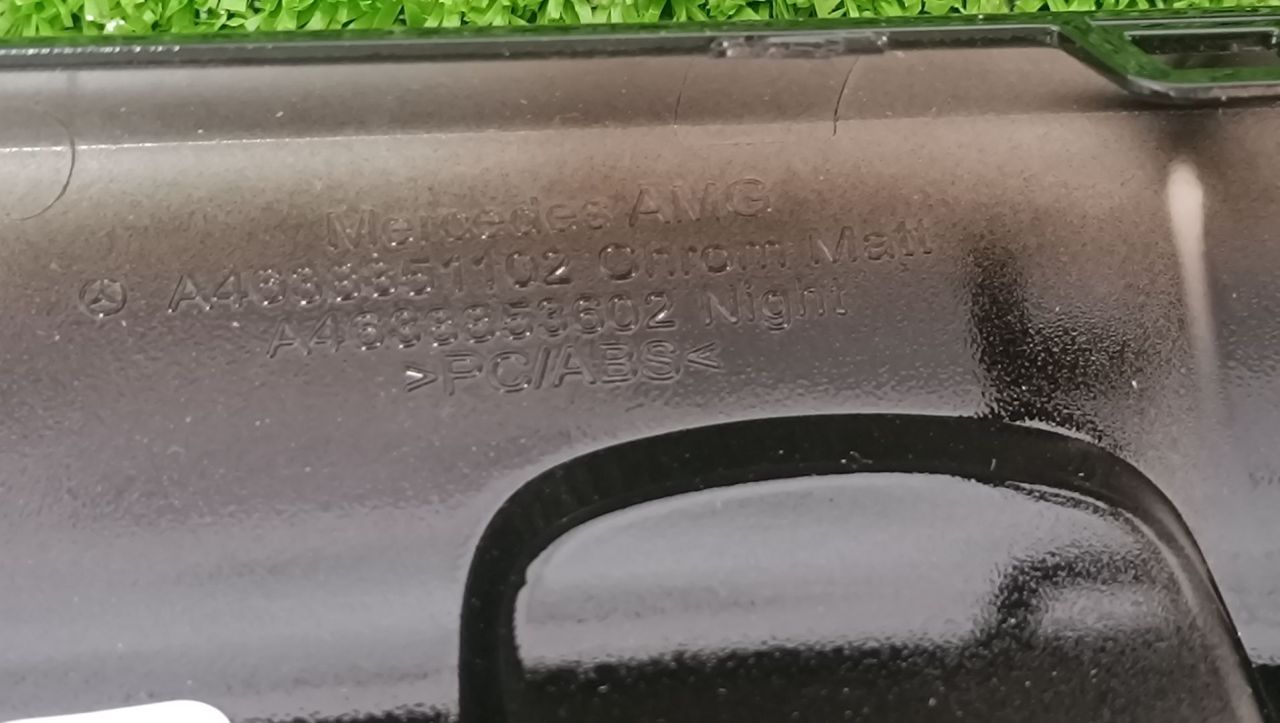 Mercedes AMG
A4638851102 Chrom Matt
A4638853602 Night
>PC/ABS<